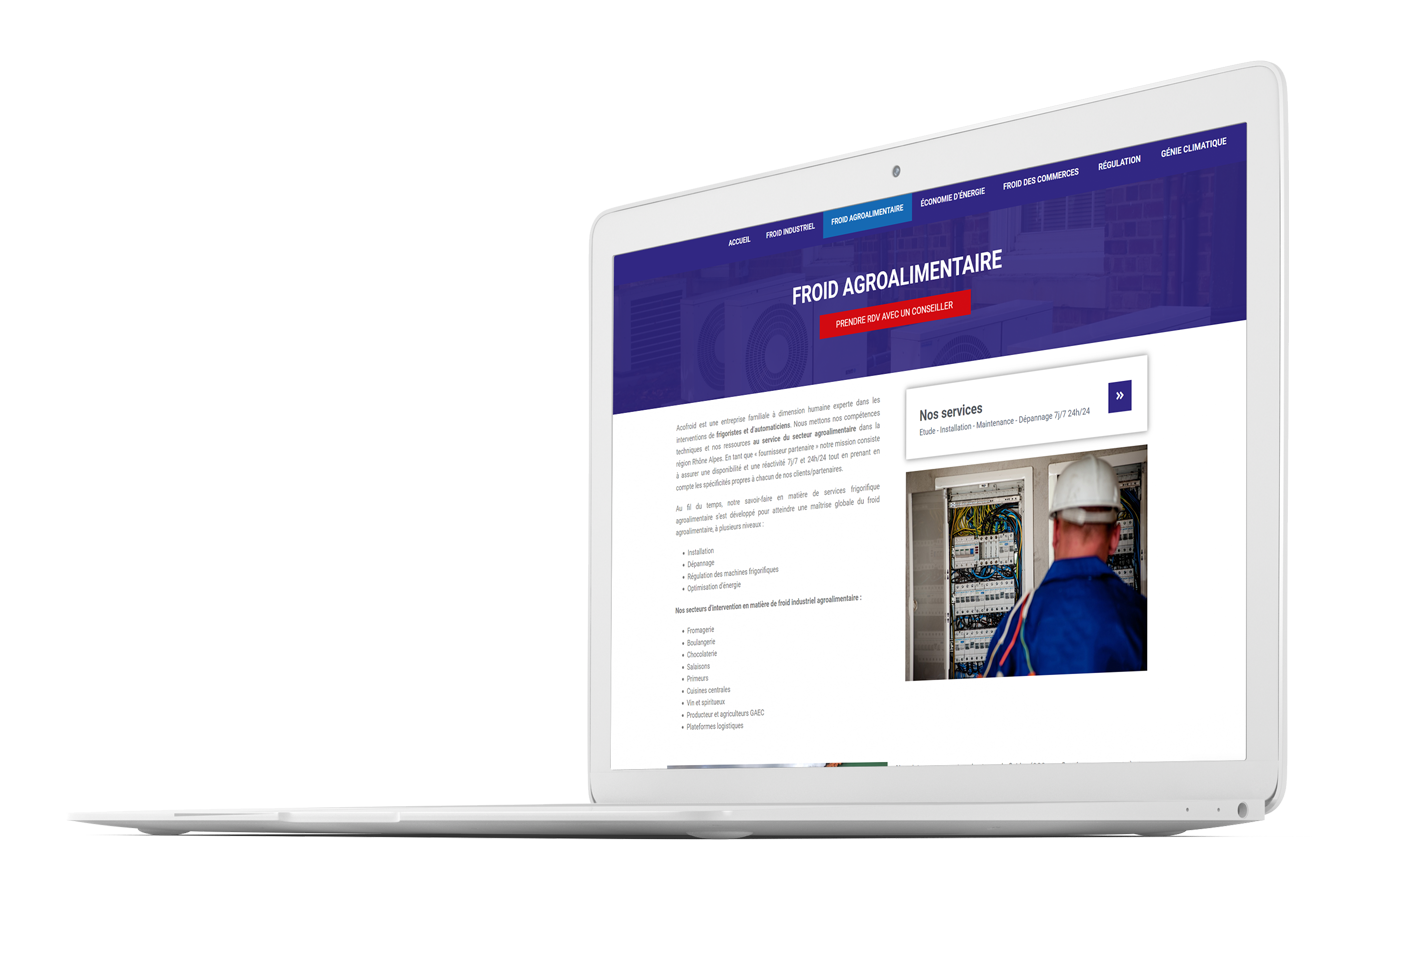 ACCUEIL FROID INDUSTRIEL FROID AGROALIMENTAIRE ÉCONOMIE D'ÉNERGIE FROID DES COMMERCES RÉGULATION GÉNIE CLIMATIQUE
FROID AGROALIMENTAIRE
PRENDRE RDV AVEC UN CONSEILLER
Acofroid est une entreprise familiale à dimension humaine experte dans les
interventions de frigoristes et d'automaticiens. Nous mettons nos compétences
techniques et nos ressources au service du secteur agroalimentaire dans la
région Rhône Alpes. En tant que « fournisseur partenaire » notre mission consiste
à assurer une disponibilité et une réactivité 7j/7 et 24h/24 tout en prenant en
compte les spécificités propres à chacun de nos clients/partenaires.
Au fil du temps, notre savoir-faire en matière de services frigorifique
agroalimentaire s'est développé pour atteindre une maîtrise globale du froid
agroalimentaire, à plusieurs niveaux :
• Installation
• Dépannage
• Régulation des machines frigorifiques
• Optimisation d'énergie
Nos secteurs d'intervention en matière de froid industriel agroalimentaire :
• Fromagerie
• Boulangerie
• Chocolaterie
• Salaisons
• Primeurs
• Cuisines centrales
• Vin et spiritueux
• Producteur et agriculteurs GAEC
• Plateformes logistiques
Nos services
Etude - Installation - Maintenance - Dépannage 7j/7 24h/24
»